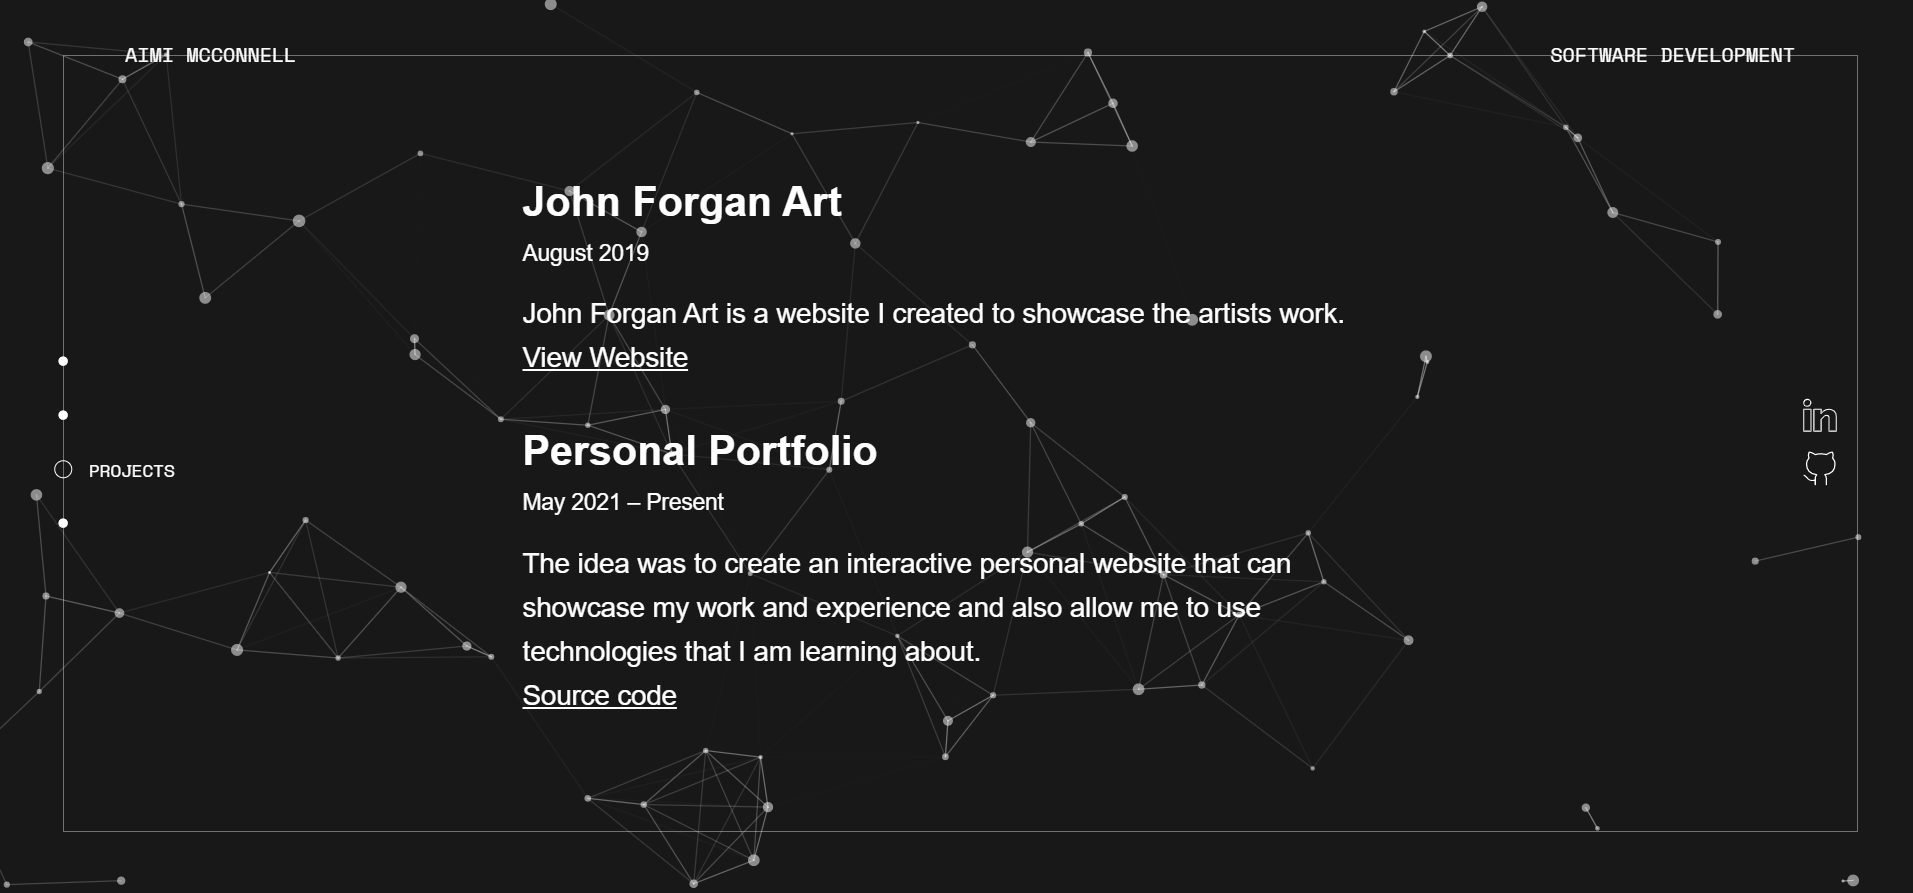 AIMI MCCONNELL
SOFTWARE DEVELOPMENT
John Forgan Art
August 2019
John Forgan Art is a website I created to showcase the artists work.
View Website
PROJECTS
Personal Portfolio
May 2021 – Present
The idea was to create an interactive personal website that can
showcase my work and experience and also allow me to use
technologies that I am learning about.
Source code
in